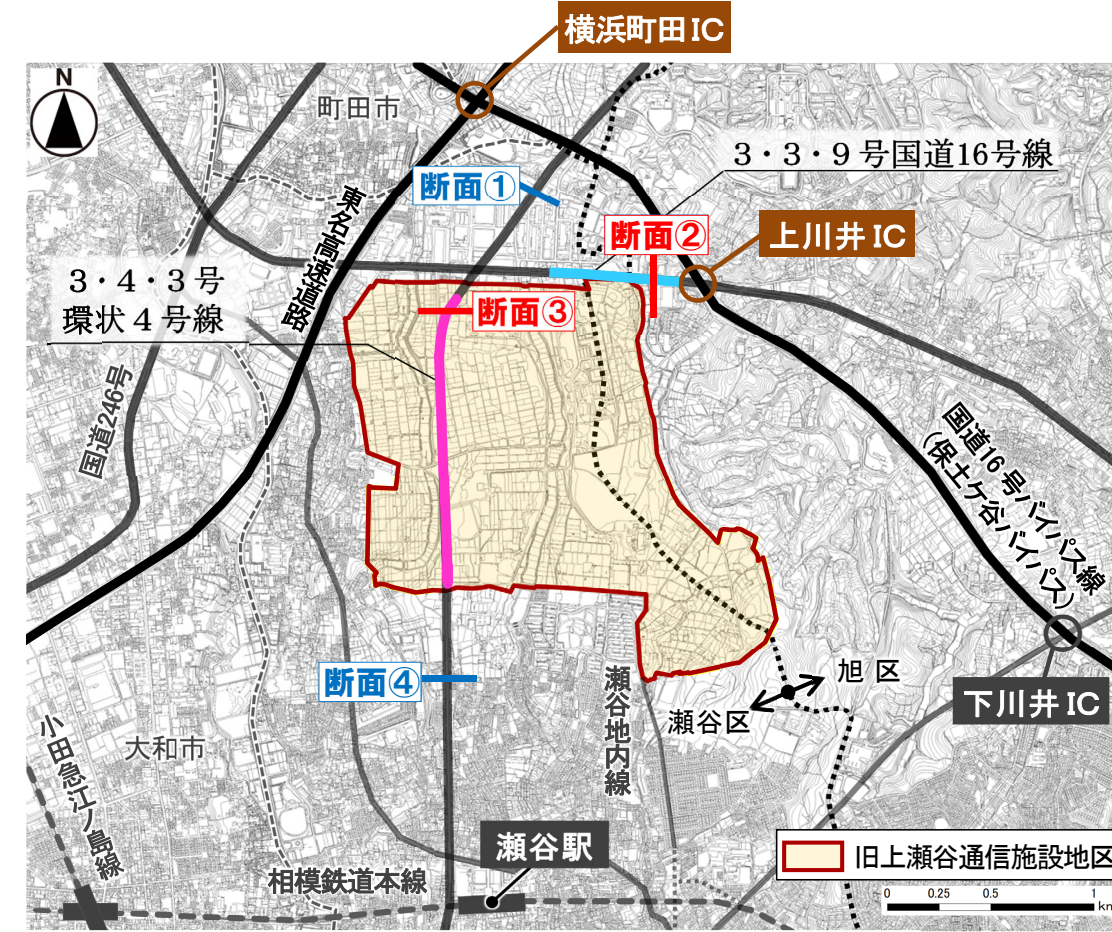 横浜町田IC
N
町田市
3・3・9号国道16号線
断面①
東名高速道路
断面②
上川井IC
3・4・3号
環状4号線
断面③
国道246号
国道16号バイパス線
(保土ケ谷バイパス)
断面④
瀬谷地内線
旭区
瀬谷区
下川井IC
小田急江ノ島線
大和市
瀬谷駅
旧上瀬谷通信施設地区
相模鉄道本線
0 0.25 0.5 1
km